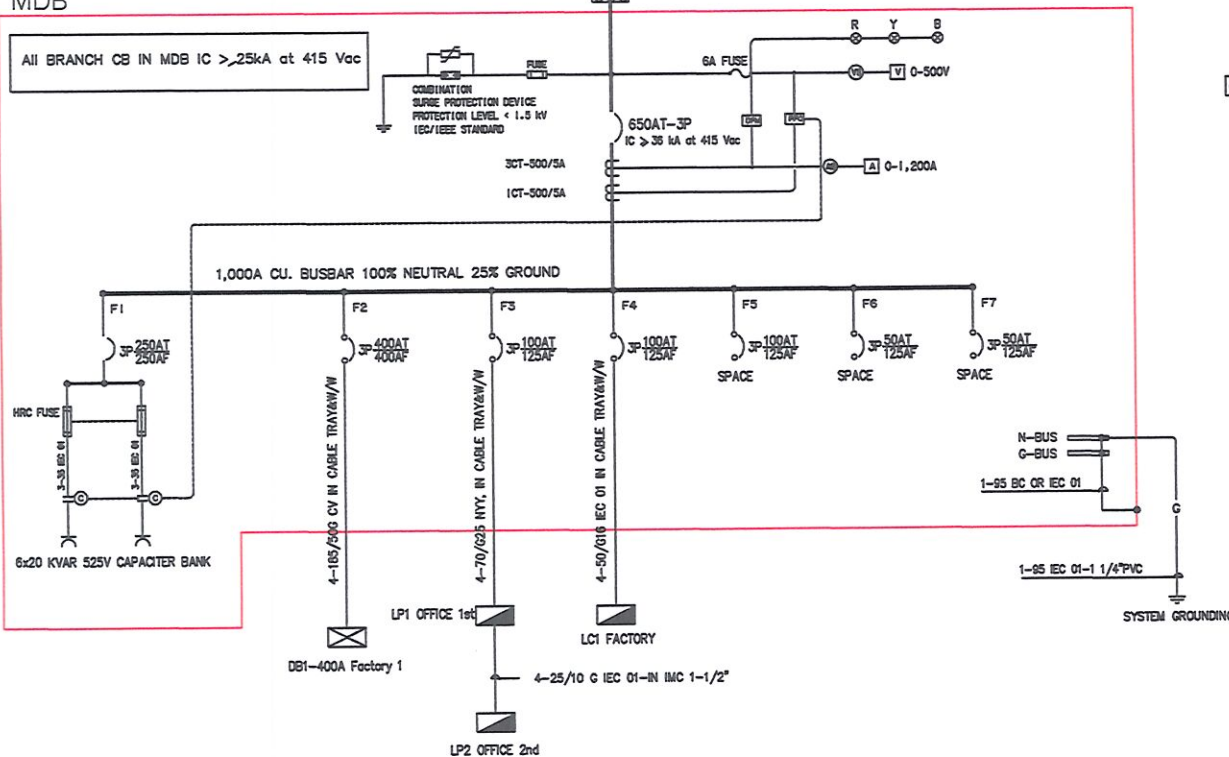 MDB
All BRANCH CB IN MDB IC > 25kA at 415 Vac
R Y B
COMBINATION
SURGE PROTECTION DEVICE
PROTECTION LEVEL < 1.5 kV
IEC/IEEE STANDARD
FUSE
6A FUSE
VS
V 0-500V
650AT-3P
IC > 36 kA at 415 Vac
3CT-500/5A
1CT-500/5A
A 0-1,200A
1,000A CU. BUSBAR 100% NEUTRAL 25% GROUND
F1
3P 250AT
250AF
F2
3P 400AT
400AF
F3
3P 100AT
125AF
F4
3P 100AT
125AF
F5
3P 100AT
125AF
SPACE
F6
3P 50AT
125AF
SPACE
F7
3P 50AT
125AF
SPACE
HRC FUSE
3-35 IEC 01
3-35 IEC 01
C
C
6x20 KVAR 525V CAPACITER BANK
4-185/50G CV IN CABLE TRAY&W/W
4-70/G25 NYY, IN CABLE TRAY&W/W
4-50/G16 IEC 01 IN CABLE TRAY&W/W
N-BUS
G-BUS
1-95 BC OR IEC 01
G
1-95 IEC 01-1 1/4"PVC
SYSTEM GROUNDING
LP1 OFFICE 1st
LC1 FACTORY
DB1-400A Factory 1
4-25/10 G IEC 01-IN IMC 1-1/2"
LP2 OFFICE 2nd